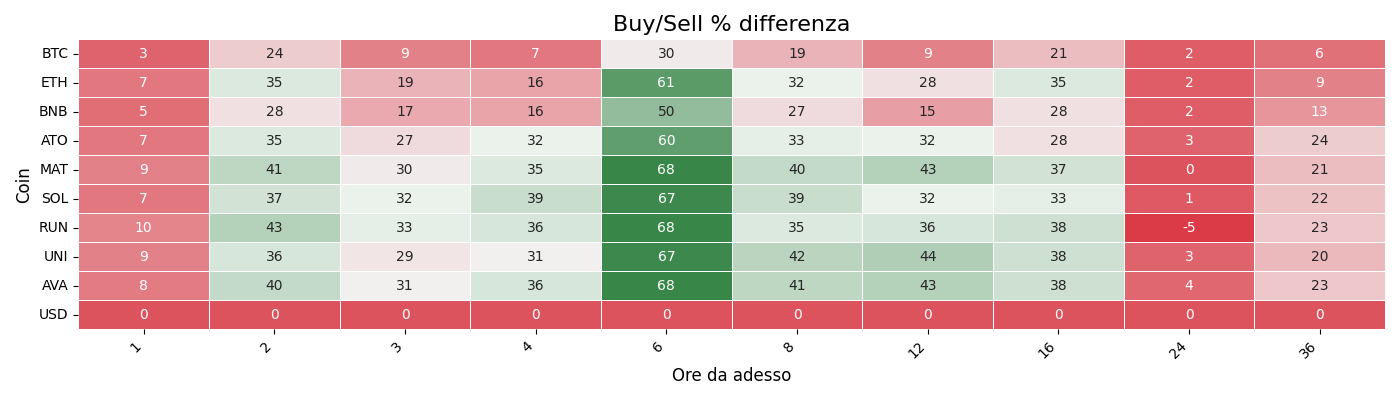 Buy/Sell % differenza
Coin
BTC 3 24 9 7 30 19 9 21 2 6
ETH 7 35 19 16 61 32 28 35 2 9
BNB 5 28 17 16 50 27 15 28 2 13
ATO 7 35 27 32 60 33 32 28 3 24
MAT 9 41 30 35 68 40 43 37 0 21
SOL 7 37 32 39 67 39 32 33 1 22
RUN 10 43 33 36 68 35 36 38 -5 23
UNI 9 36 29 31 67 42 44 38 3 20
AVA 8 40 31 36 68 41 43 38 4 23
USD 0 0 0 0 0 0 0 0 0 0
1 2 3 4 6 8 12 16 24 36
Ore da adesso